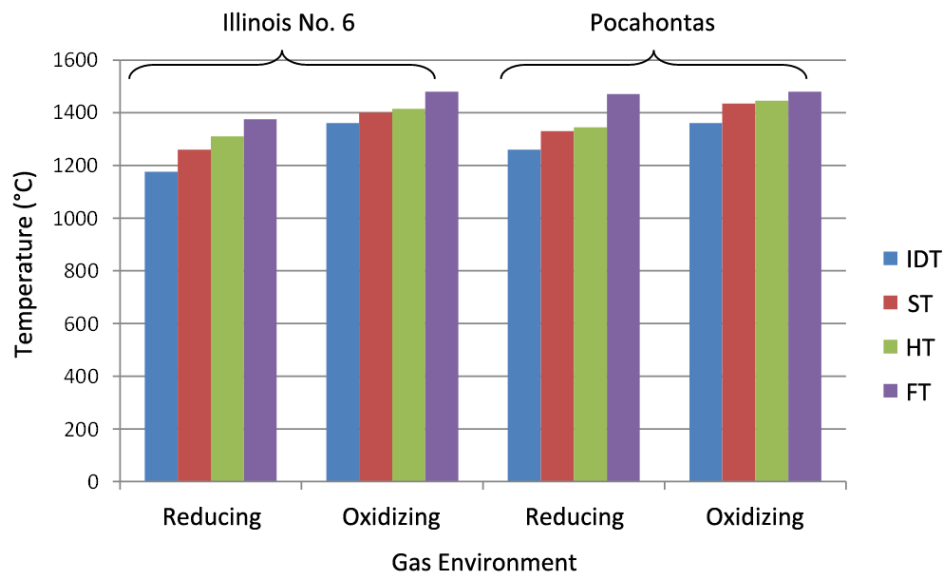 Illinois No. 6
Pocahontas
1600
1400
1200
1000
800
600
400
200
0
Temperature (°C)
Reducing
Oxidizing
Reducing
Oxidizing
Gas Environment
IDT
ST
HT
FT